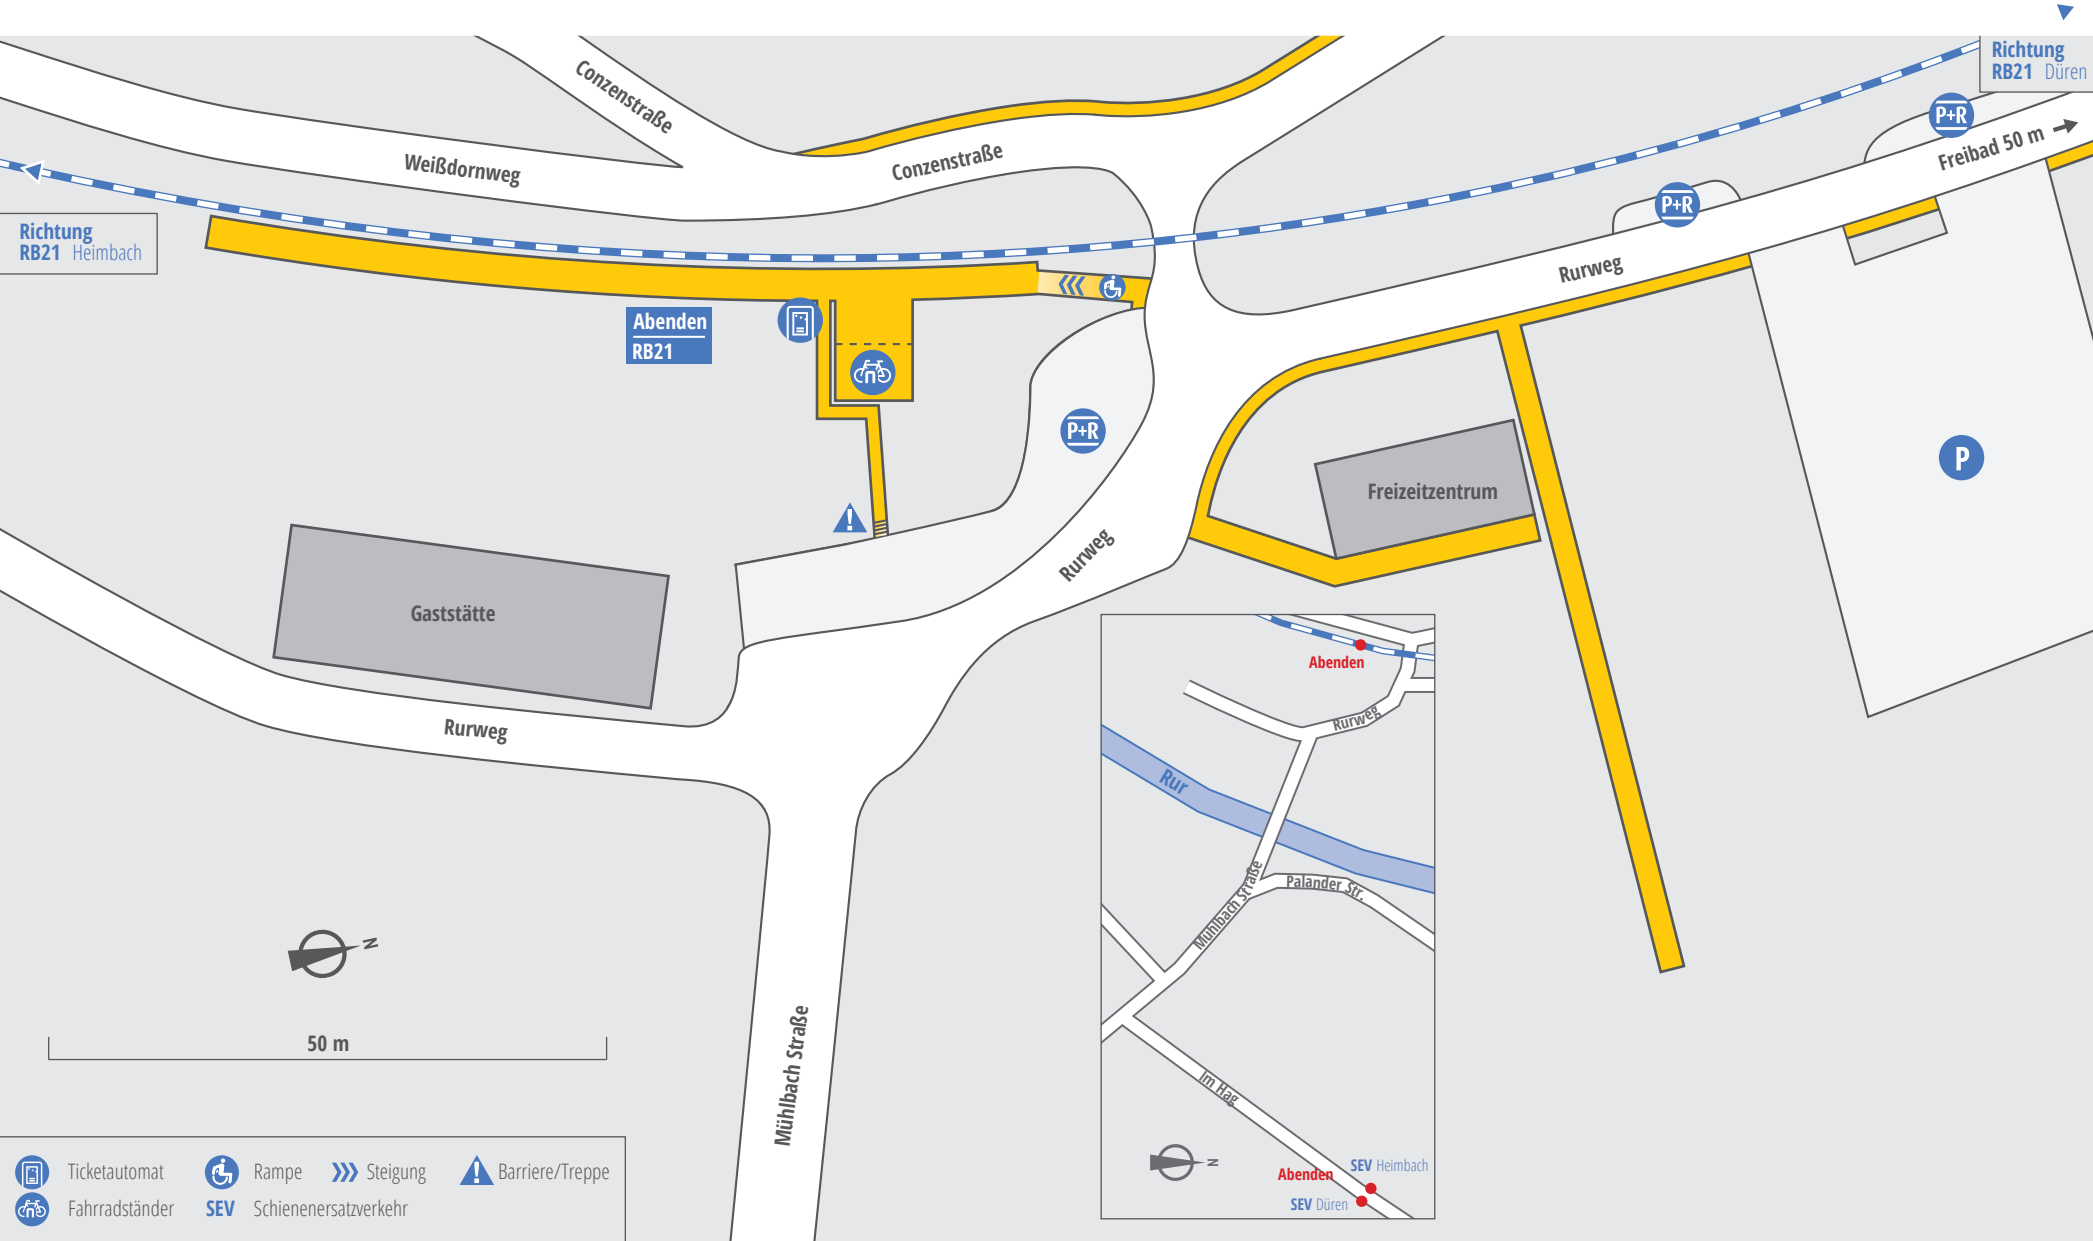 Richtung
RB21 Düren
Conzenstraße
P+R
Freibad 50 m
Weißdornweg
Conzenstraße
P+R
Richtung
RB21 Heimbach
Rurweg
Abenden
RB21
P+R
P
Freizeitzentrum
!
Rurweg
Gaststätte
Rurweg
Abenden
Rurweg
Rur
Mühlbach Straße
Palander Str.
N
50 m
Mühlbach Straße
Im Hag
N
Abenden
SEV Heimbach
SEV Düren
Ticketautomat
Rampe
Steigung
! Barriere/Treppe
Fahrradständer
SEV Schienenersatzverkehr